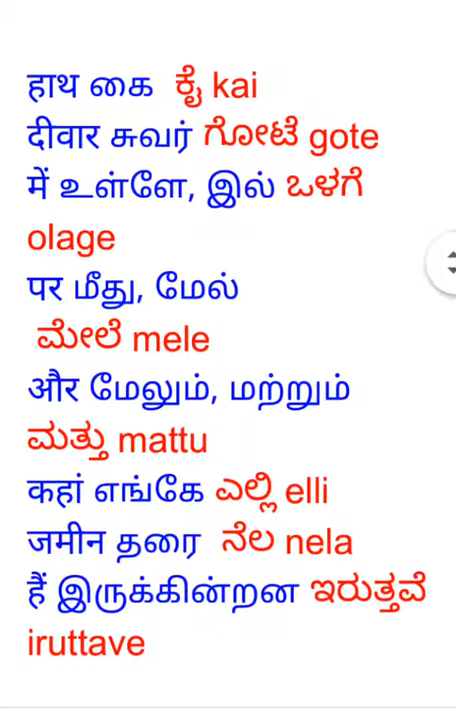 हाथ கை ಕೈ kai
दीवार சுவர் ಗೋಟೆ gote
में உள்ளே, இல் ಒಳಗೆ
olage
पर மீது, மேல்
ಮೇಲೆ mele
और மேலும், மற்றும்
ಮತ್ತು mattu
कहां எங்கே ಎಲ್ಲಿ elli
जमीन தரை ನೆಲ nela
हैं இருக்கின்றன ಇರುತ್ತವೆ
iruttave